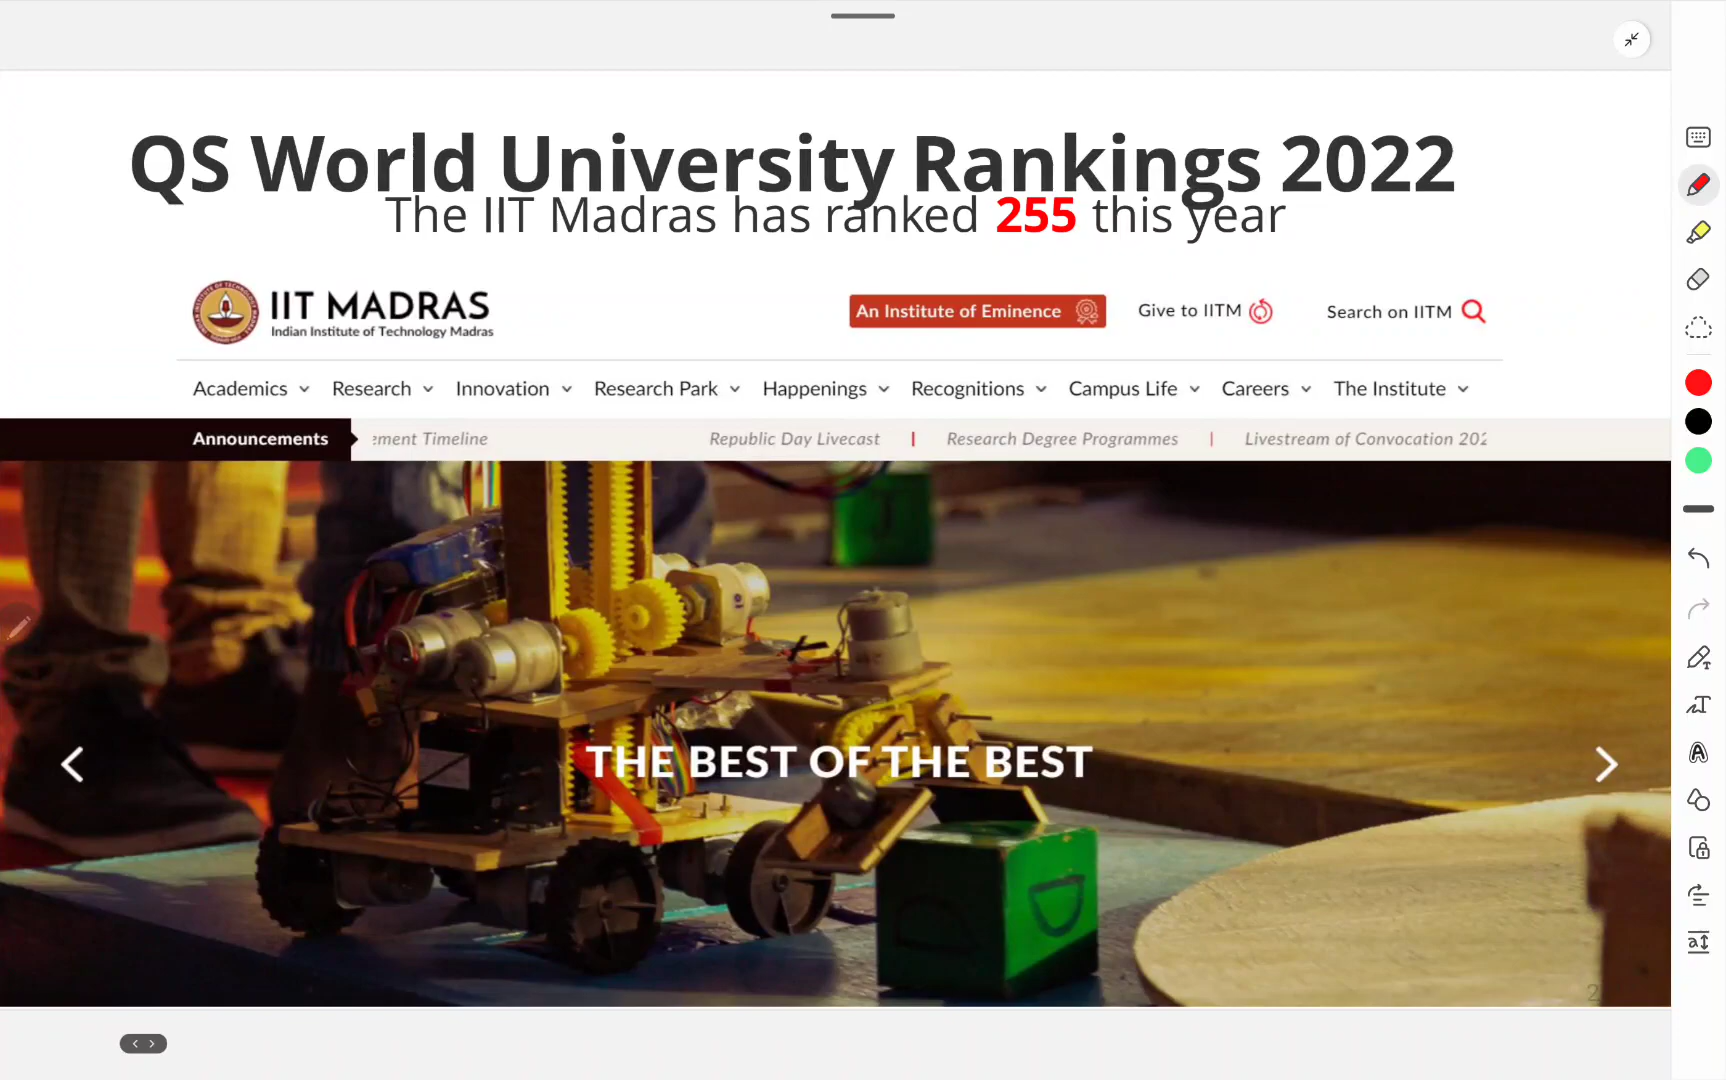 QS World University Rankings 2022
The IIT Madras has ranked 255 this year
IIT MADRAS
Indian Institute of Technology Madras
An Institute of Eminence
Give to IITM
Search on IITM
Academics Research Innovation Research Park Happenings Recognitions Campus Life Careers The Institute
Announcements ement Timeline Republic Day Livecast | Research Degree Programmes | Livestream of Convocation 202
THE BEST OF THE BEST
2